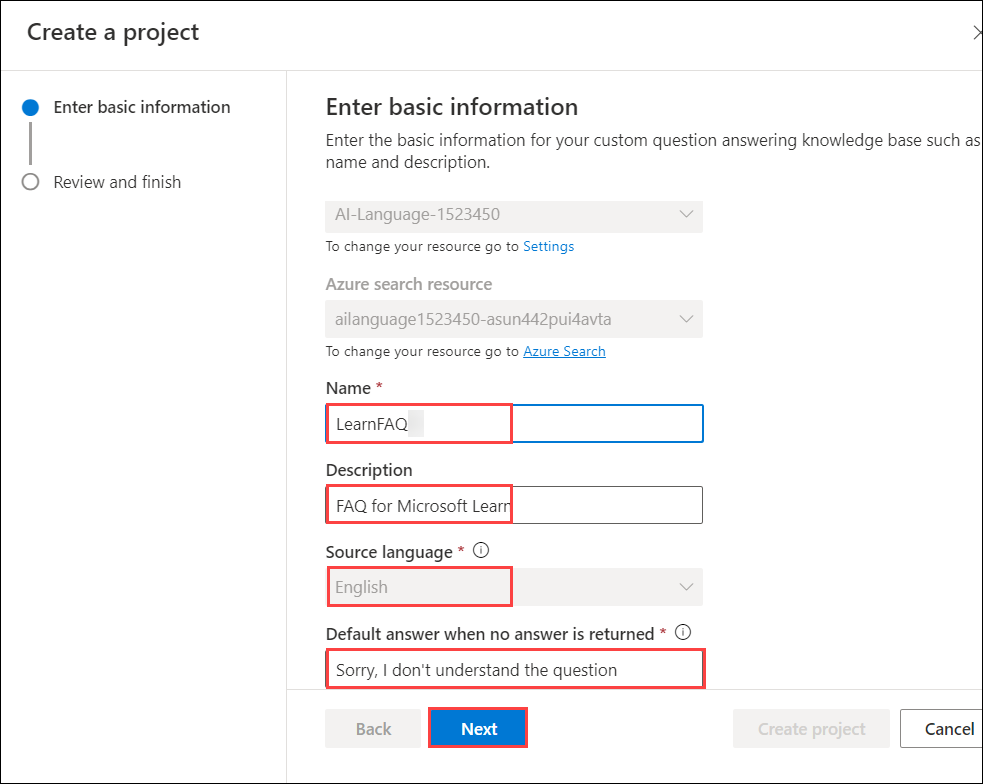 Create a project
Enter basic information
Review and finish
Enter basic information
Enter the basic information for your custom question answering knowledge base such as
name and description.
AI-Language-1523450
To change your resource go to Settings
Azure search resource
ailanguage1523450-asun442pui4avta
To change your resource go to Azure Search
Name *
LearnFAQ
Description
FAQ for Microsoft Learn
Source language *
English
Default answer when no answer is returned *
Sorry, I don't understand the question
Back
Next
Create project
Cancel